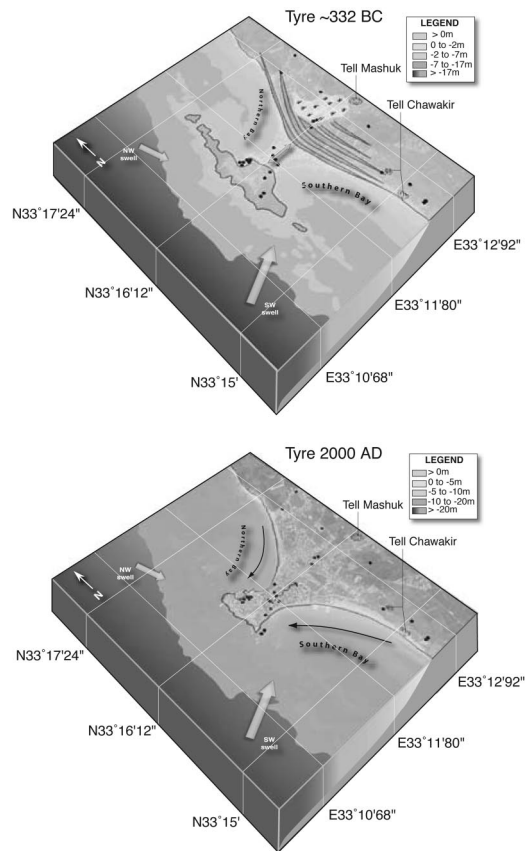 Tyre ~332 BC
LEGEND
> 0m
0 to -2m
-2 to -7m
-7 to -17m
> -17m
Tell Mashuk
Tell Chawakir
Northern Bay
Southern Bay
NW
swell
N
SW
swell
N33°17'24"
N33°16'12"
N33°15'
E33°12'92"
E33°11'80"
E33°10'68"
Tyre 2000 AD
LEGEND
> 0m
0 to -5m
-5 to -10m
-10 to -20m
> -20m
Tell Mashuk
Tell Chawakir
Northern Bay
Southern Bay
NW
swell
N
SW
swell
N33°17'24"
N33°16'12"
N33°15'
E33°12'92"
E33°11'80"
E33°10'68"